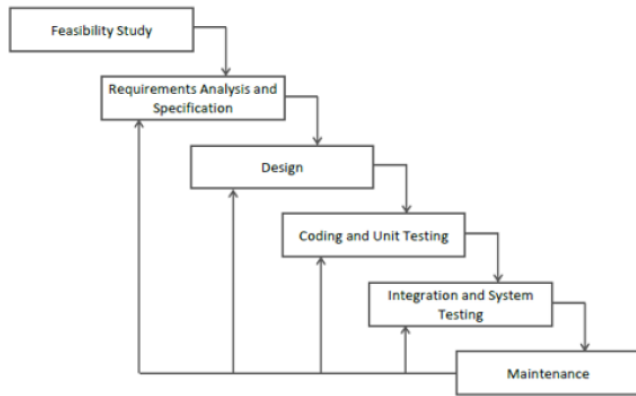 Feasibility Study
Requirements Analysis and
Specification
Design
Coding and Unit Testing
Integration and System
Testing
Maintenance